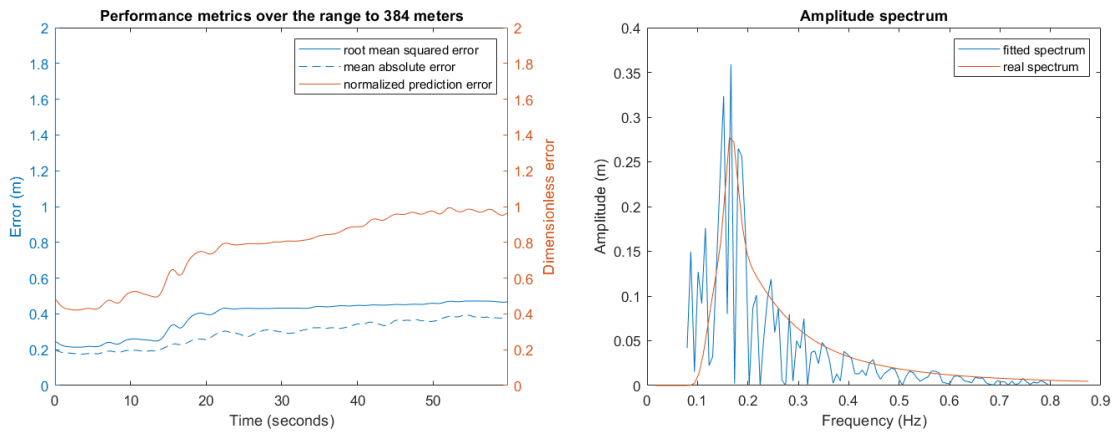 Performance metrics over the range to 384 meters
root mean squared error
mean absolute error
normalized prediction error
2
1.8
1.6
1.4
1.2
1
0.8
0.6
0.4
0.2
0
2
1.8
1.6
1.4
1.2
1
0.8
0.6
0.4
0.2
0
Error (m)
Dimensionless error
0 10 20 30 40 50
Time (seconds)
Amplitude spectrum
fitted spectrum
real spectrum
0.4
0.35
0.3
0.25
0.2
0.15
0.1
0.05
0
Amplitude (m)
0 0.1 0.2 0.3 0.4 0.5 0.6 0.7 0.8 0.9
Frequency (Hz)